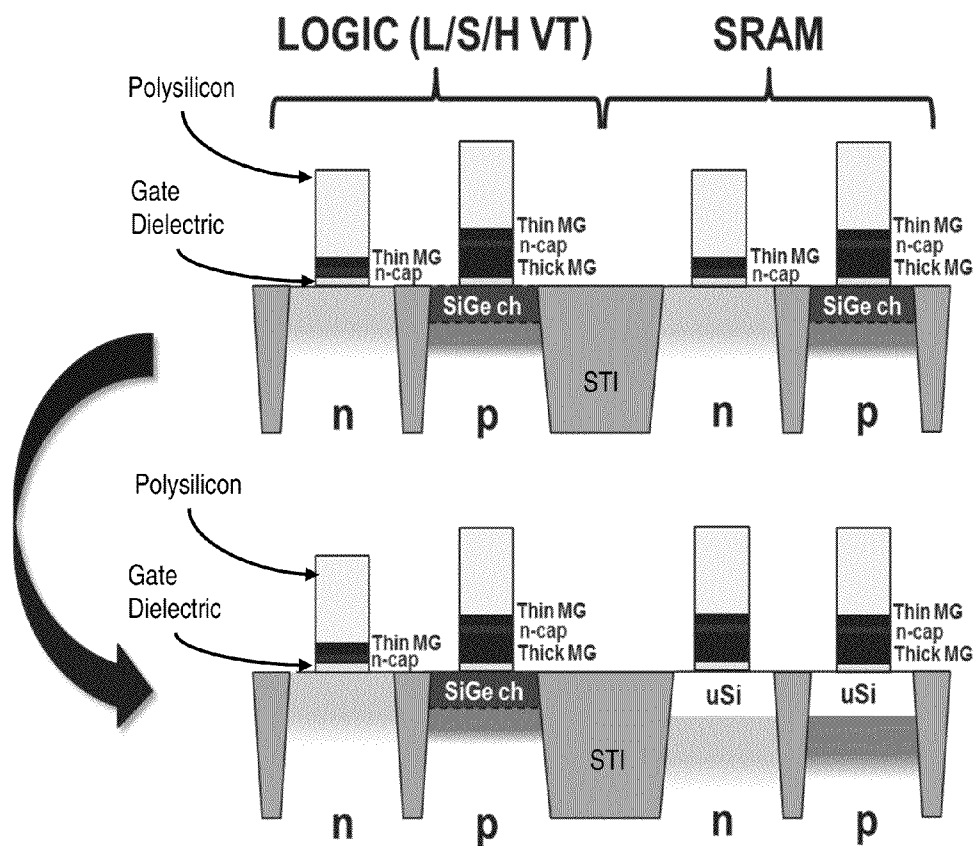 LOGIC (L/S/H VT) SRAM
Polysilicon
Gate
Dielectric
Thin MG
n-cap
Thin MG
n-cap
Thick MG
Thin MG
n-cap
Thin MG
n-cap
Thick MG
SiGe ch
SiGe ch
STI
n p n p
Polysilicon
Gate
Dielectric
Thin MG
n-cap
Thin MG
n-cap
Thick MG
Thin MG
n-cap
Thick MG
SiGe ch
uSi
uSi
STI
n p n p